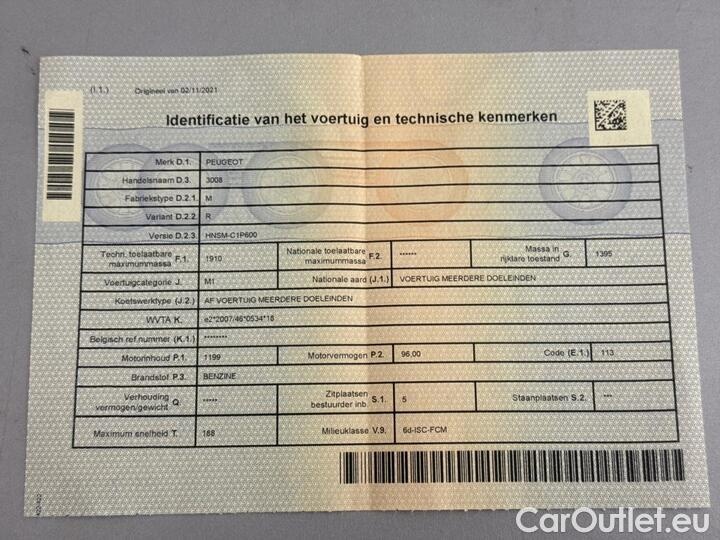 (I.1.) Origineel van 02/11/2021
Identificatie van het voertuig en technische kenmerken
Merk D.1. PEUGEOT
Handelsnaam D.3. 3008
Fabriekstype D.2.1. M
Variant D.2.2. R
Versie D.2.3. HNSM-C1P600
Techn. toelaatbare maximummassa F.1. 1910 Nationale toelaatbare maximummassa F.2. ****** Massa in rijklare toestand G. 1395
Voertuigcategorie J. M1 Nationale aard (J.1.) VOERTUIG MEERDERE DOELEINDEN
Koetswerktype (J.2.) AF VOERTUIG MEERDERE DOELEINDEN
WVTA K. e2*2007/46*0534*18
Belgisch ref.nummer (K.1.) ********
Motorinhoud P.1. 1199 Motorvermogen P.2. 96,00 Code (E.1.) 113
Brandstof P.3. BENZINE
Verhouding vermogen/gewicht Q. ***** Zitplaatsen bestuurder inb. S.1. 5 Staanplaatsen S.2. ***
Maximum snelheid T. 188 Milieuklasse V.9. 6d-ISC-FCM
CarOutlet.eu